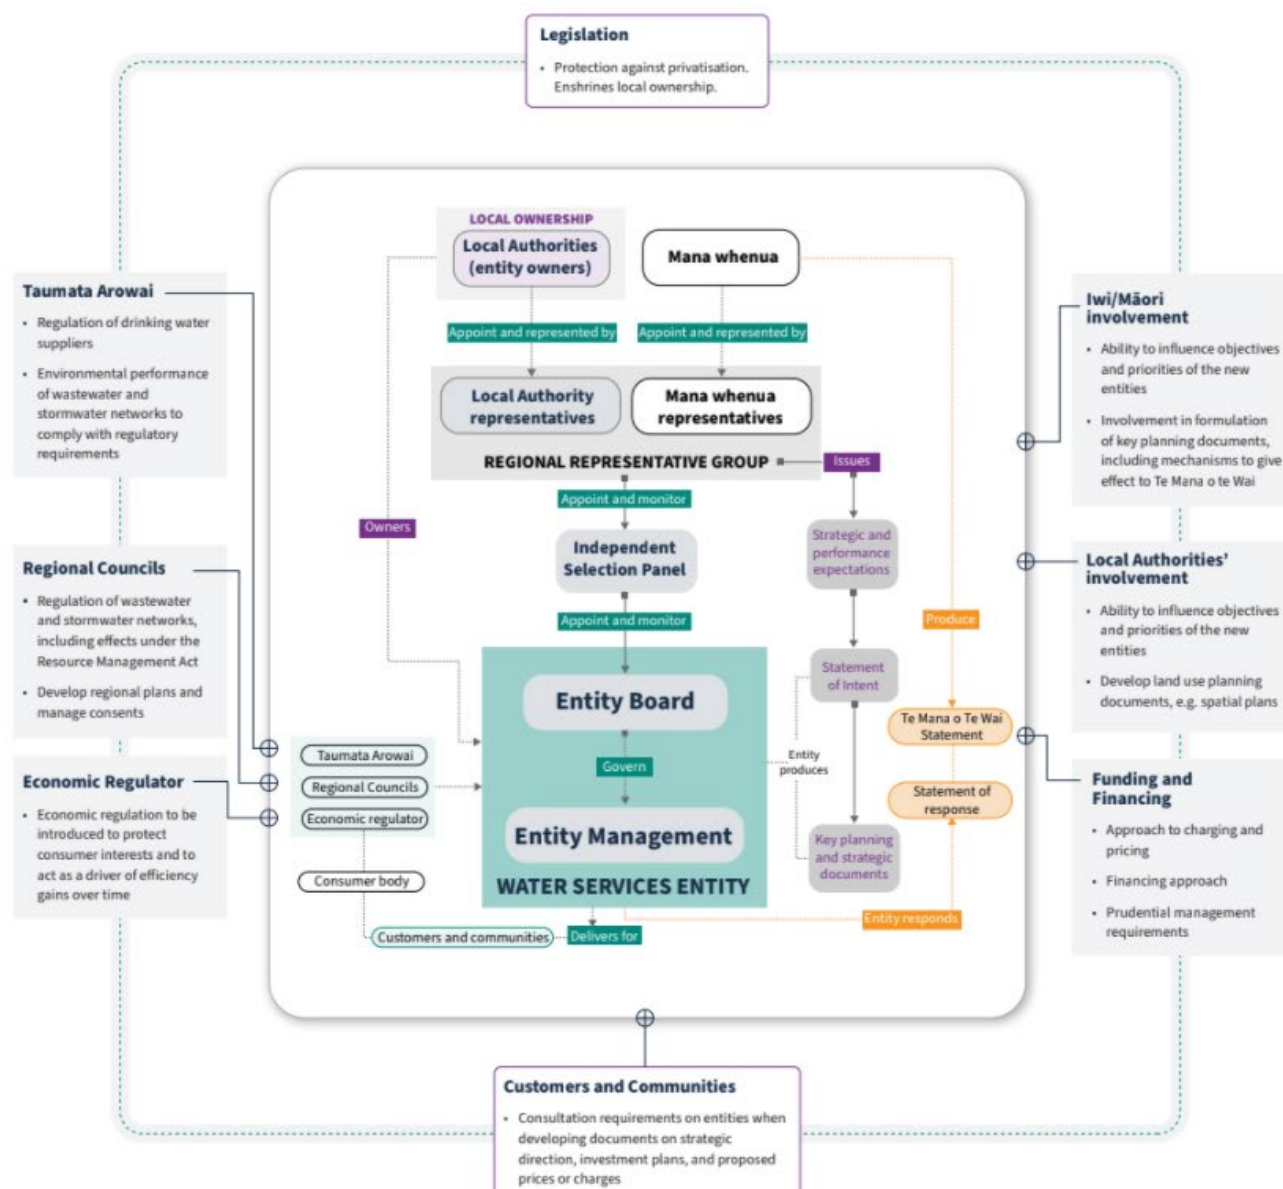 Legislation
• Protection against privatisation.
Enshrines local ownership.
LOCAL OWNERSHIP
Local Authorities
(entity owners)
Mana whenua
Appoint and represented by
Appoint and represented by
Local Authority
representatives
Mana whenua
representatives
REGIONAL REPRESENTATIVE GROUP
Issues
Appoint and monitor
Owners
Independent
Selection Panel
Strategic and
performance
expectations
Appoint and monitor
Produce
Entity Board
Statement
of Intent
Te Mana o Te Wai
Statement
Govern
Entity
produces
Statement of
response
Entity Management
Key planning
and strategic
documents
WATER SERVICES ENTITY
Entity responds
Taumata Arowai
Regional Councils
Economic regulator
Consumer body
Customers and communities
Delivers for
Taumata Arowai
• Regulation of drinking water
suppliers
• Environmental performance
of wastewater and
stormwater networks to
comply with regulatory
requirements
Regional Councils
• Regulation of wastewater
and stormwater networks,
including effects under the
Resource Management Act
• Develop regional plans and
manage consents
Economic Regulator
• Economic regulation to be
introduced to protect
consumer interests and to
act as a driver of efficiency
gains over time
Iwi/Māori
involvement
• Ability to influence objectives
and priorities of the new
entities
• Involvement in formulation
of key planning documents,
including mechanisms to give
effect to Te Mana o te Wai
Local Authorities’
involvement
• Ability to influence objectives
and priorities of the new
entities
• Develop land use planning
documents, e.g. spatial plans
Funding and
Financing
• Approach to charging and
pricing
• Financing approach
• Prudential management
requirements
Customers and Communities
• Consultation requirements on entities when
developing documents on strategic
direction, investment plans, and proposed
prices or charges